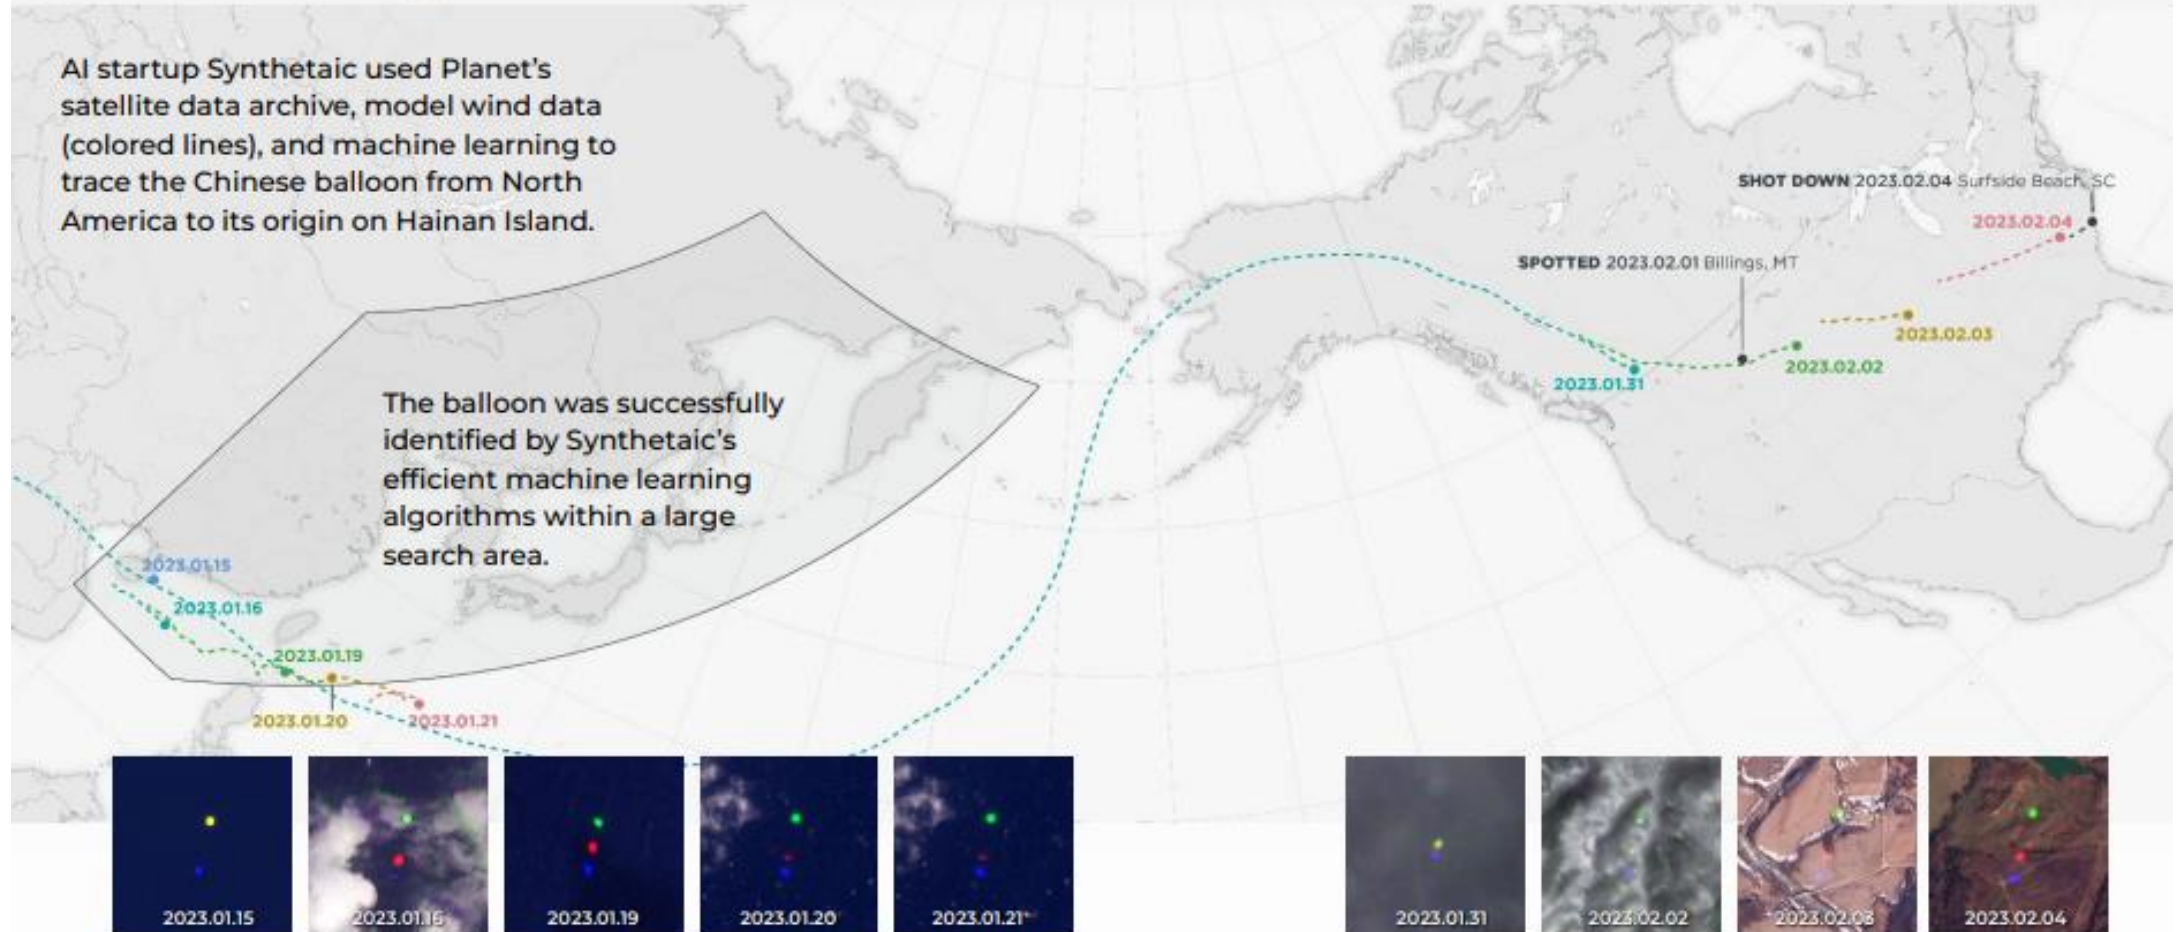 AI startup Synthetaic used Planet's
satellite data archive, model wind data
(colored lines), and machine learning to
trace the Chinese balloon from North
America to its origin on Hainan Island.
SHOT DOWN 2023.02.04 Surfside Beach, SC
2023.02.04
SPOTTED 2023.02.01 Billings, MT
2023.02.03
2023.02.02
2023.01.31
The balloon was successfully
identified by Synthetaic's
efficient machine learning
algorithms within a large
search area.
2023.01.15
2023.01.16
2023.01.19
2023.01.20
2023.01.21
2023.01.15
2023.01.16
2023.01.19
2023.01.20
2023.01.21
2023.01.31
2023.02.02
2023.02.03
2023.02.04